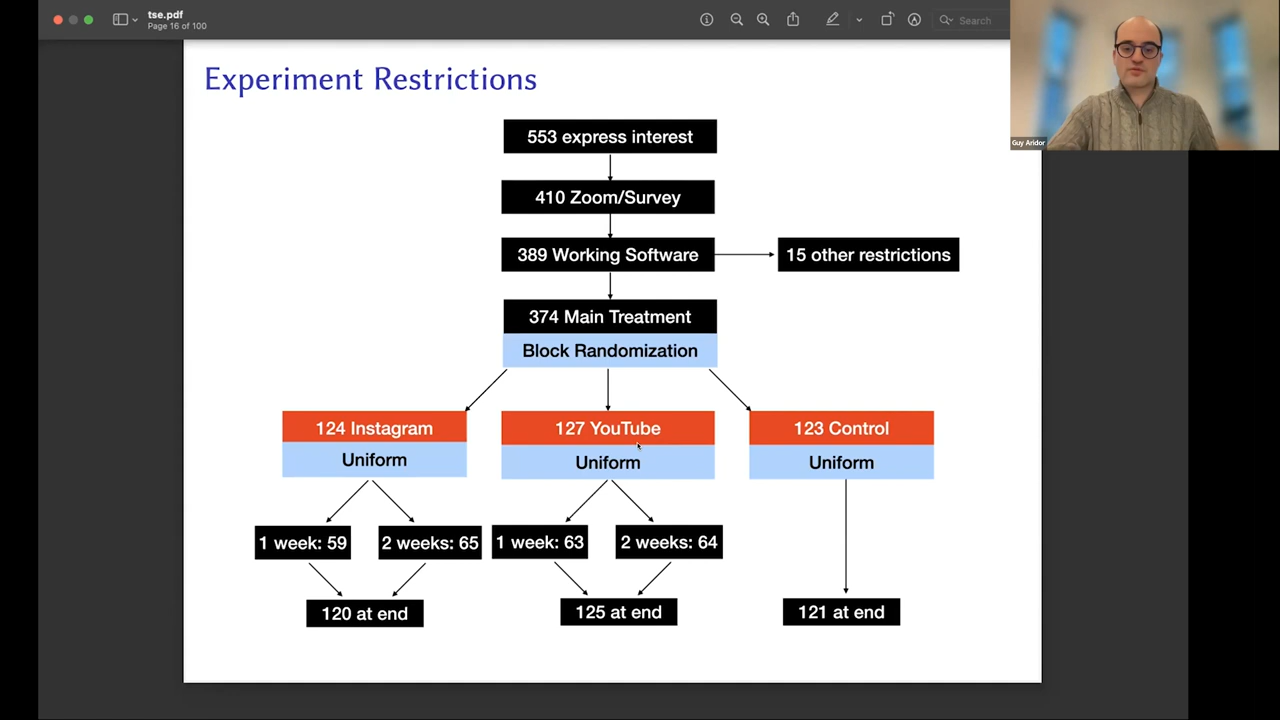 tse.pdf
Page 16 of 100
Search
Guy Aridor
Experiment Restrictions
553 express interest
410 Zoom/Survey
389 Working Software
15 other restrictions
374 Main Treatment
Block Randomization
124 Instagram
127 YouTube
123 Control
Uniform
Uniform
Uniform
1 week: 59
2 weeks: 65
1 week: 63
2 weeks: 64
120 at end
125 at end
121 at end